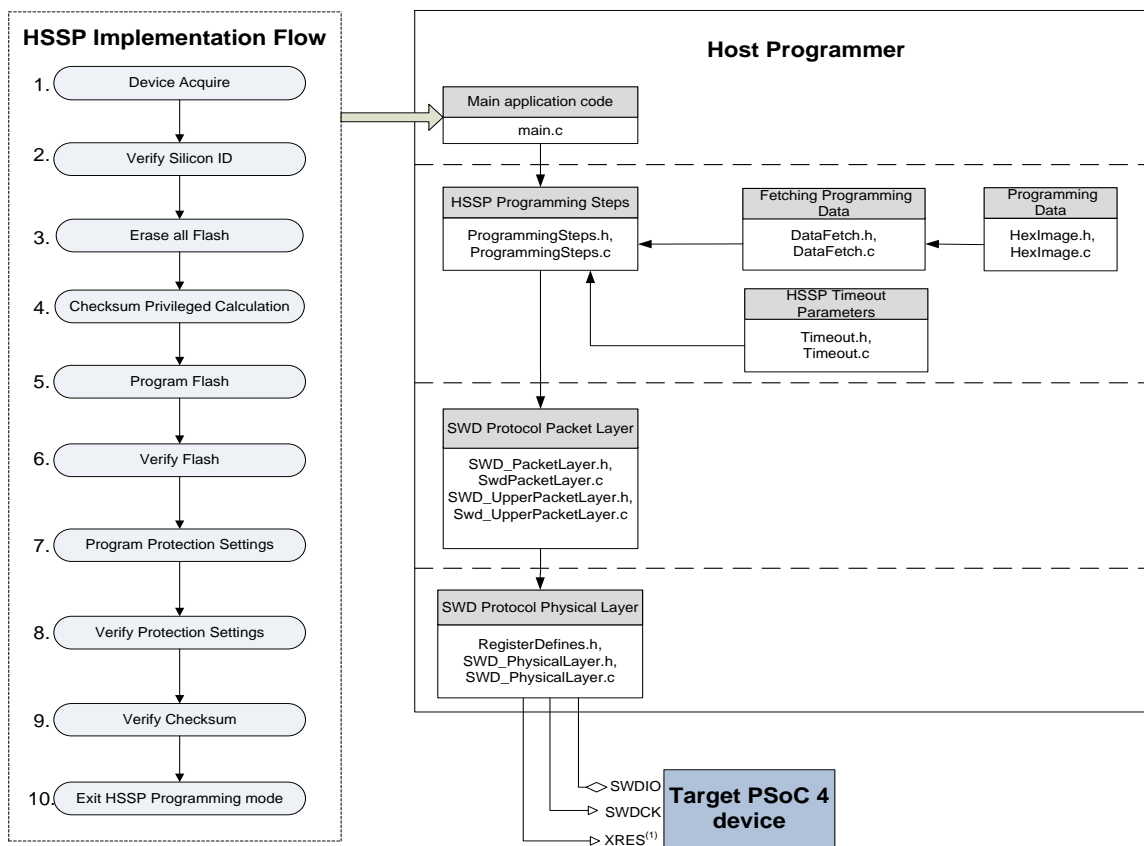 HSSP Implementation Flow
1. Device Acquire
2. Verify Silicon ID
3. Erase all Flash
4. Checksum Privileged Calculation
5. Program Flash
6. Verify Flash
7. Program Protection Settings
8. Verify Protection Settings
9. Verify Checksum
10. Exit HSSP Programming mode
Host Programmer
Main application code
main.c
HSSP Programming Steps
ProgrammingSteps.h,
ProgrammingSteps.c
Fetching Programming
Data
DataFetch.h,
DataFetch.c
Programming
Data
HexImage.h,
HexImage.c
HSSP Timeout
Parameters
Timeout.h,
Timeout.c
SWD Protocol Packet Layer
SWD_PacketLayer.h,
SwdPacketLayer.c
SWD_UpperPacketLayer.h,
Swd_UpperPacketLayer.c
SWD Protocol Physical Layer
RegisterDefines.h,
SWD_PhysicalLayer.h,
SWD_PhysicalLayer.c
SWDIO
SWDCK
XRES(1)
Target PSoC 4
device